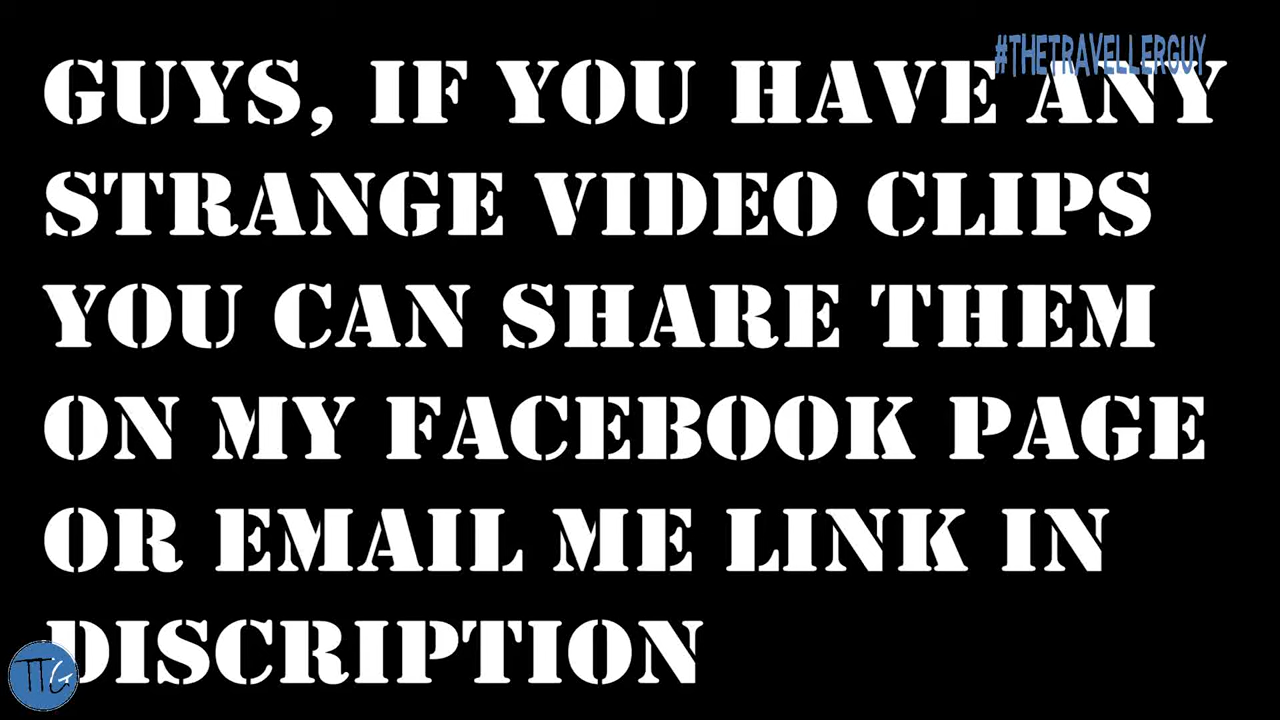 #THETRAVELLERGUY
GUYS, IF YOU HAVE ANY
STRANGE VIDEO CLIPS
YOU CAN SHARE THEM
ON MY FACEBOOK PAGE
OR EMAIL ME LINK IN
DISCRIPTION
TTG